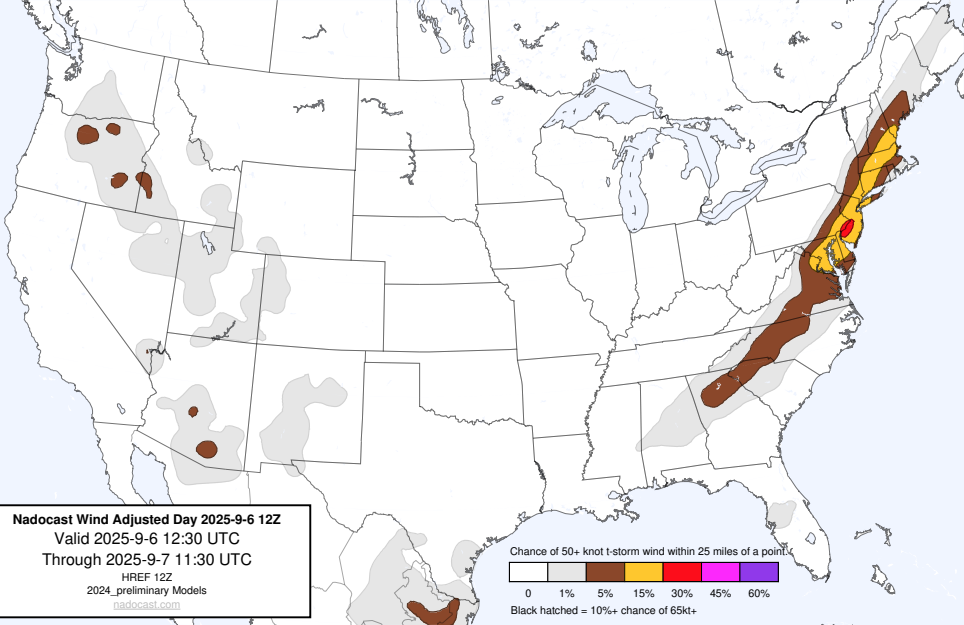 Nadocast Wind Adjusted Day 2025-9-6 12Z
Valid 2025-9-6 12:30 UTC
Through 2025-9-7 11:30 UTC
HREF 12Z
2024_preliminary Models
nadocast.com
Chance of 50+ knot t-storm wind within 25 miles of a point.
0 1% 5% 15% 30% 45% 60%
Black hatched = 10%+ chance of 65kt+